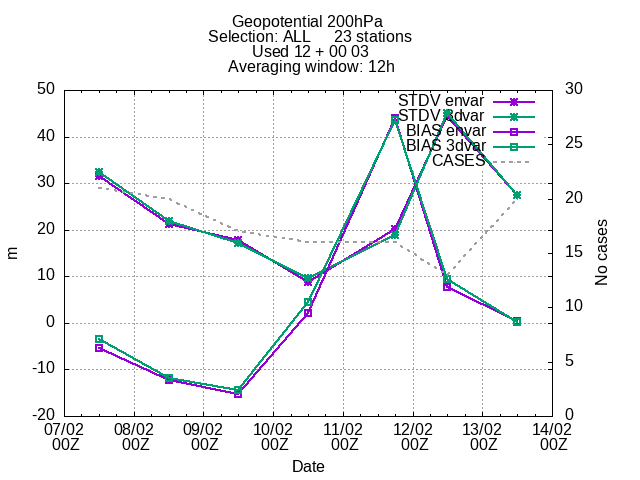 Geopotential 200hPa
Selection: ALL 23 stations
Used 12 + 00 03
Averaging window: 12h
50
40
30
20
10
0
-10
-20
m
30
25
20
15
10
5
0
No cases
STDV envar
STDV 3dvar
BIAS envar
BIAS 3dvar
CASES
07/02 08/02 09/02 10/02 11/02 12/02 13/02 14/02
00Z 00Z 00Z 00Z 00Z 00Z 00Z 00Z
Date